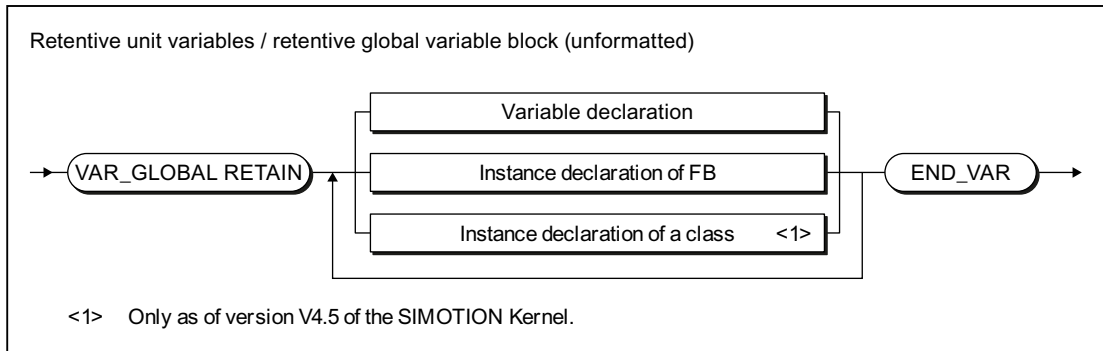 Retentive unit variables / retentive global variable block (unformatted)
Variable declaration
VAR_GLOBAL RETAIN
Instance declaration of FB
END_VAR
Instance declaration of a class <1>
<1> Only as of version V4.5 of the SIMOTION Kernel.